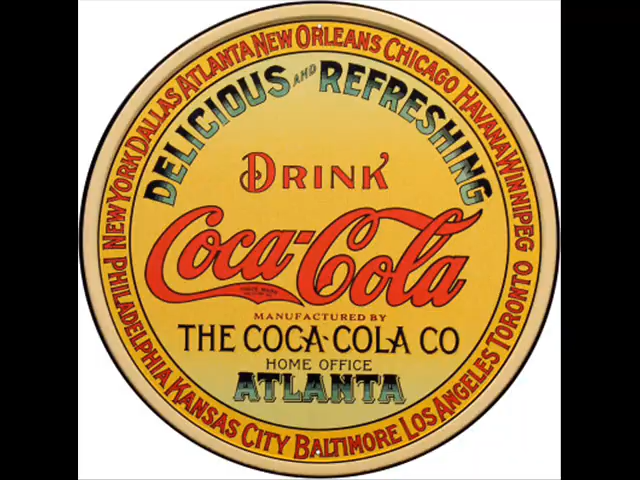 NEW YORK DALLAS ATLANTA NEW ORLEANS CHICAGO HAVANA WINNIPEG TORONTO LOS ANGELES BALTIMORE KANSAS CITY PHILADELPHIA
DELICIOUS AND REFRESHING
DRINK
Coca-Cola
MANUFACTURED BY
THE COCA-COLA CO
HOME OFFICE
ATLANTA